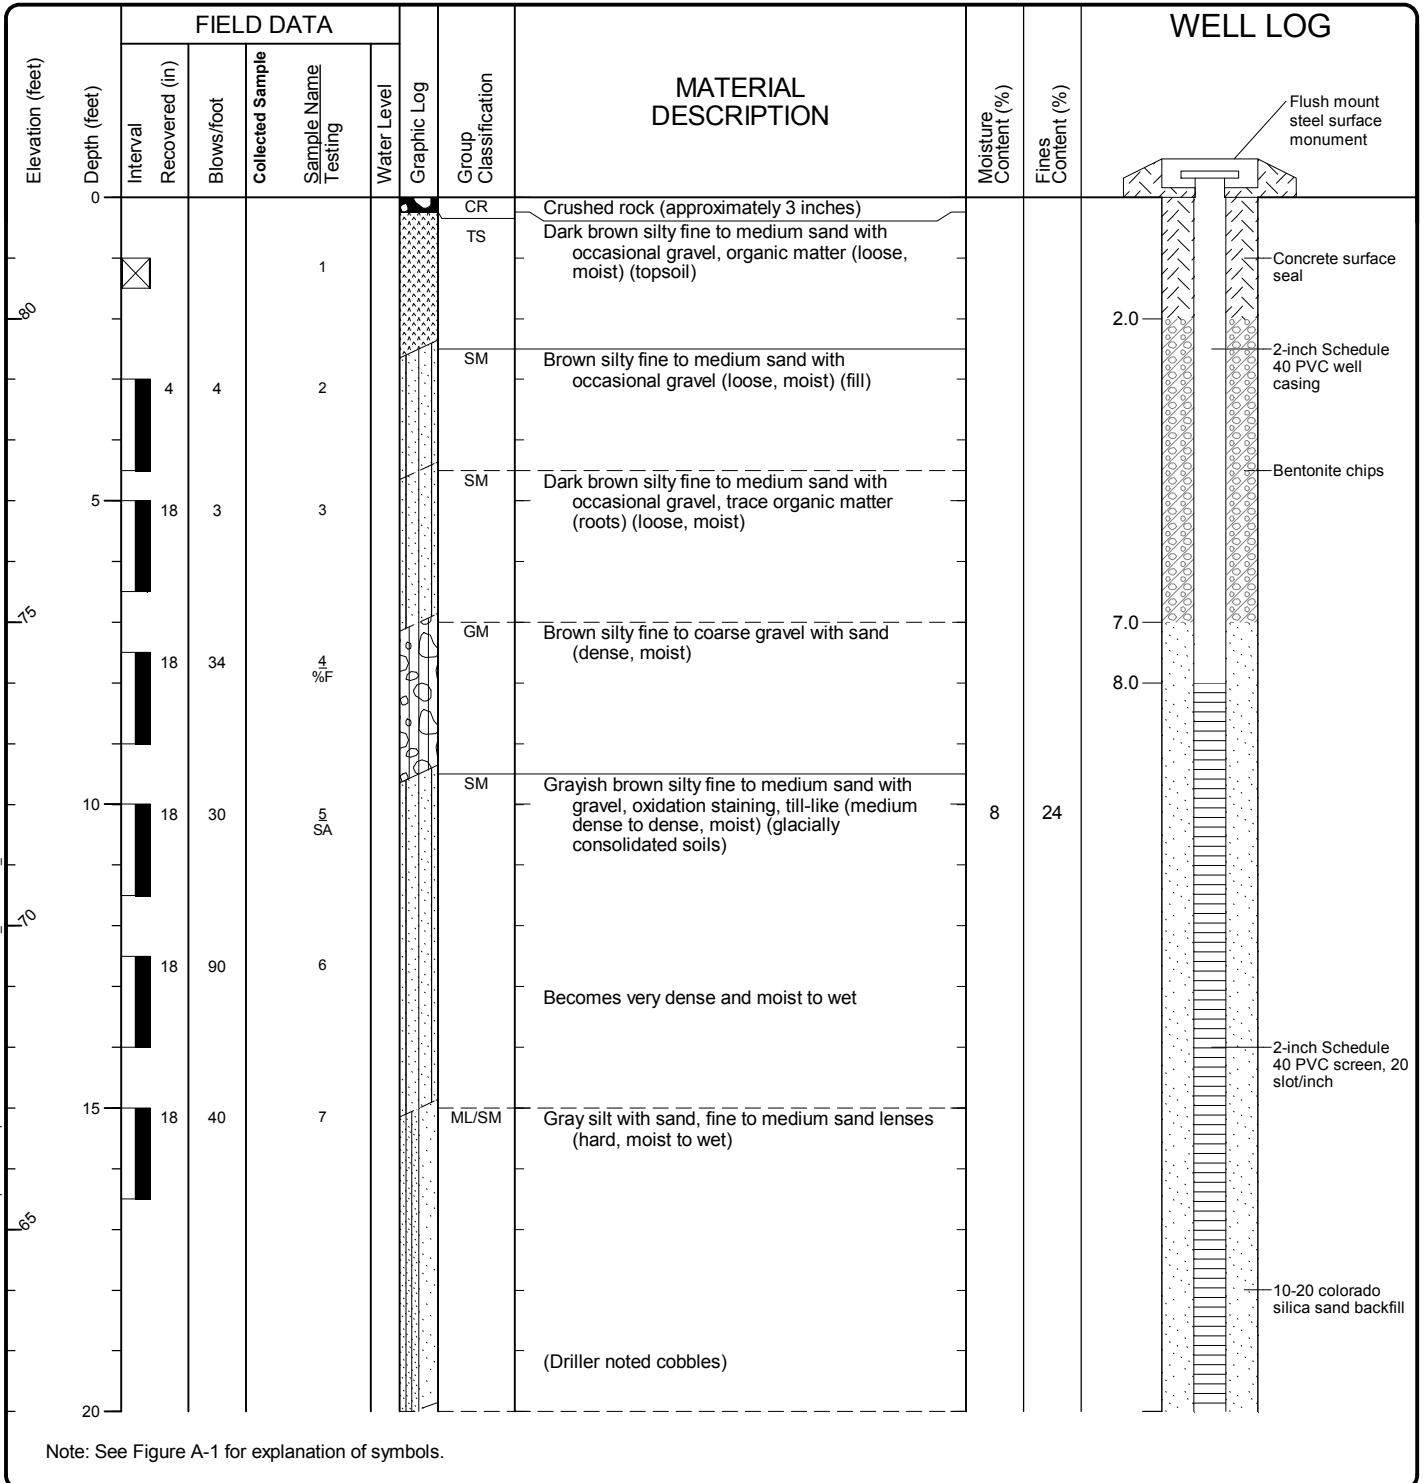 FIELD DATA
WELL LOG
Elevation (feet)
Depth (feet)
Interval
Recovered (in)
Blows/foot
Collected Sample
Sample Name
Testing
Water Level
Graphic Log
Group
Classification
MATERIAL
DESCRIPTION
Moisture
Content (%)
Fines
Content (%)
Flush mount
steel surface
monument
0
CR
Crushed rock (approximately 3 inches)
TS
Dark brown silty fine to medium sand with
occasional gravel, organic matter (loose,
moist) (topsoil)
1
Concrete surface
seal
80
2.0
2-inch Schedule
40 PVC well
casing
SM
Brown silty fine to medium sand with
occasional gravel (loose, moist) (fill)
4
4
2
Bentonite chips
SM
Dark brown silty fine to medium sand with
occasional gravel, trace organic matter
(roots) (loose, moist)
5
18
3
3
75
7.0
GM
Brown silty fine to coarse gravel with sand
(dense, moist)
18
34
4
%F
8.0
SM
Grayish brown silty fine to medium sand with
gravel, oxidation staining, till-like (medium
dense to dense, moist) (glacially
consolidated soils)
10
18
30
5
SA
8
24
70
18
90
6
Becomes very dense and moist to wet
2-inch Schedule
40 PVC screen, 20
slot/inch
15
18
40
7
ML/SM
Gray silt with sand, fine to medium sand lenses
(hard, moist to wet)
65
10-20 colorado
silica sand backfill
(Driller noted cobbles)
20
Note: See Figure A-1 for explanation of symbols.